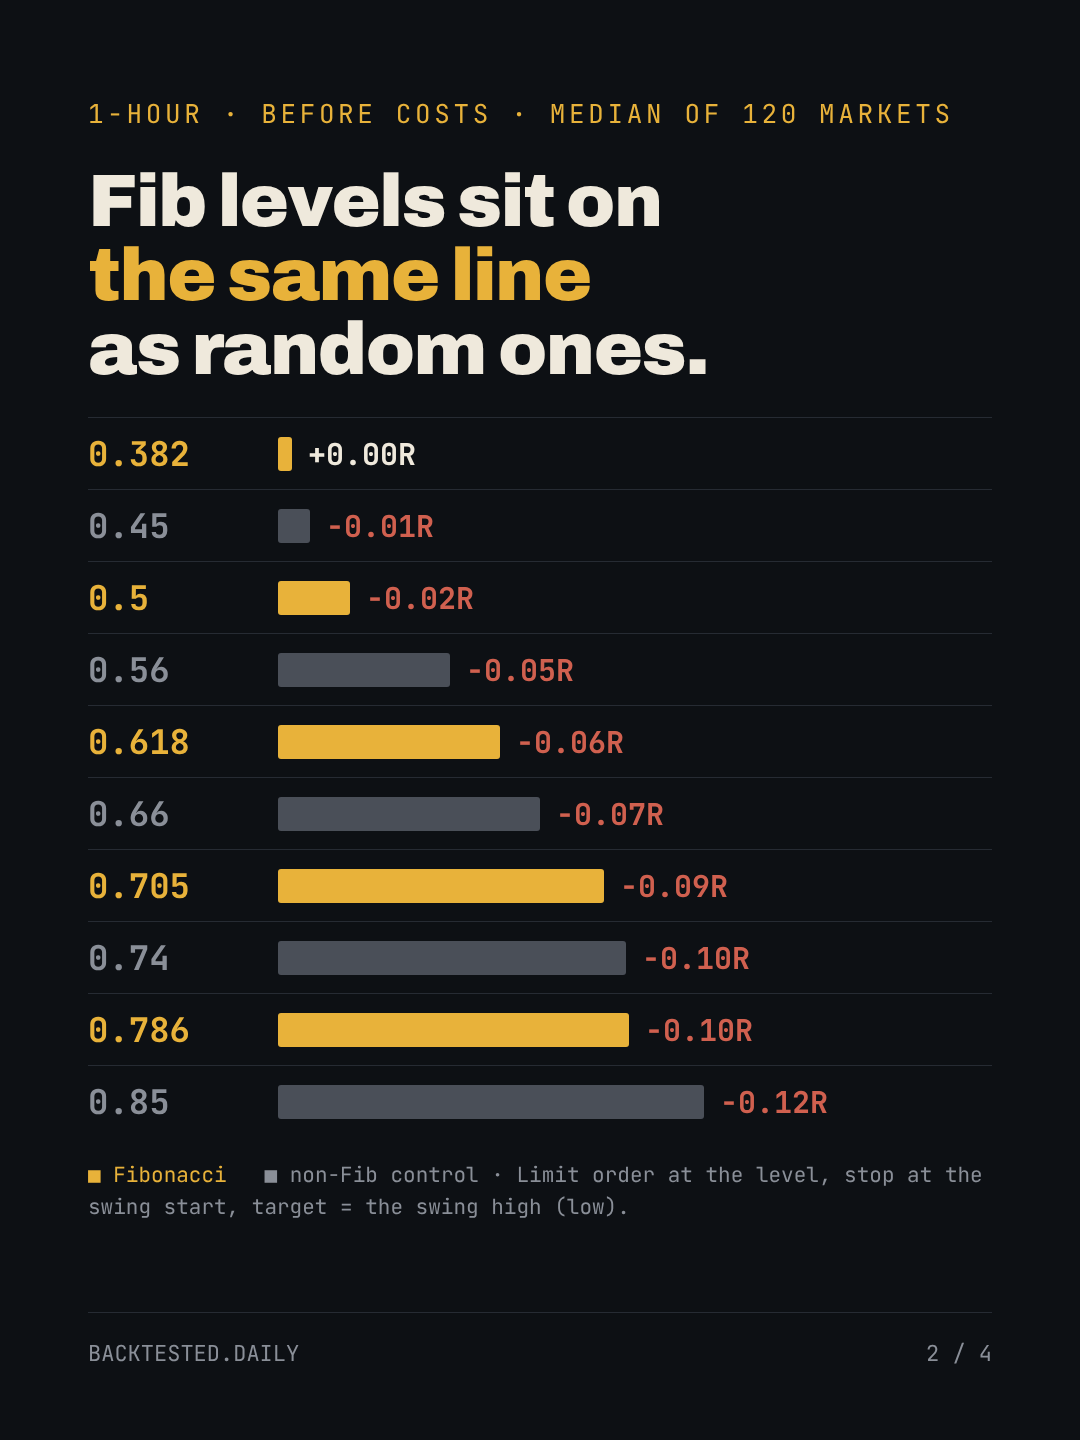 1-HOUR · BEFORE COSTS · MEDIAN OF 120 MARKETS
Fib levels sit on
the same line
as random ones.
0.382 +0.00R
0.45 -0.01R
0.5 -0.02R
0.56 -0.05R
0.618 -0.06R
0.66 -0.07R
0.705 -0.09R
0.74 -0.10R
0.786 -0.10R
0.85 -0.12R
■ Fibonacci ■ non-Fib control · Limit order at the level, stop at the
swing start, target = the swing high (low).
BACKTESTED.DAILY 2 / 4